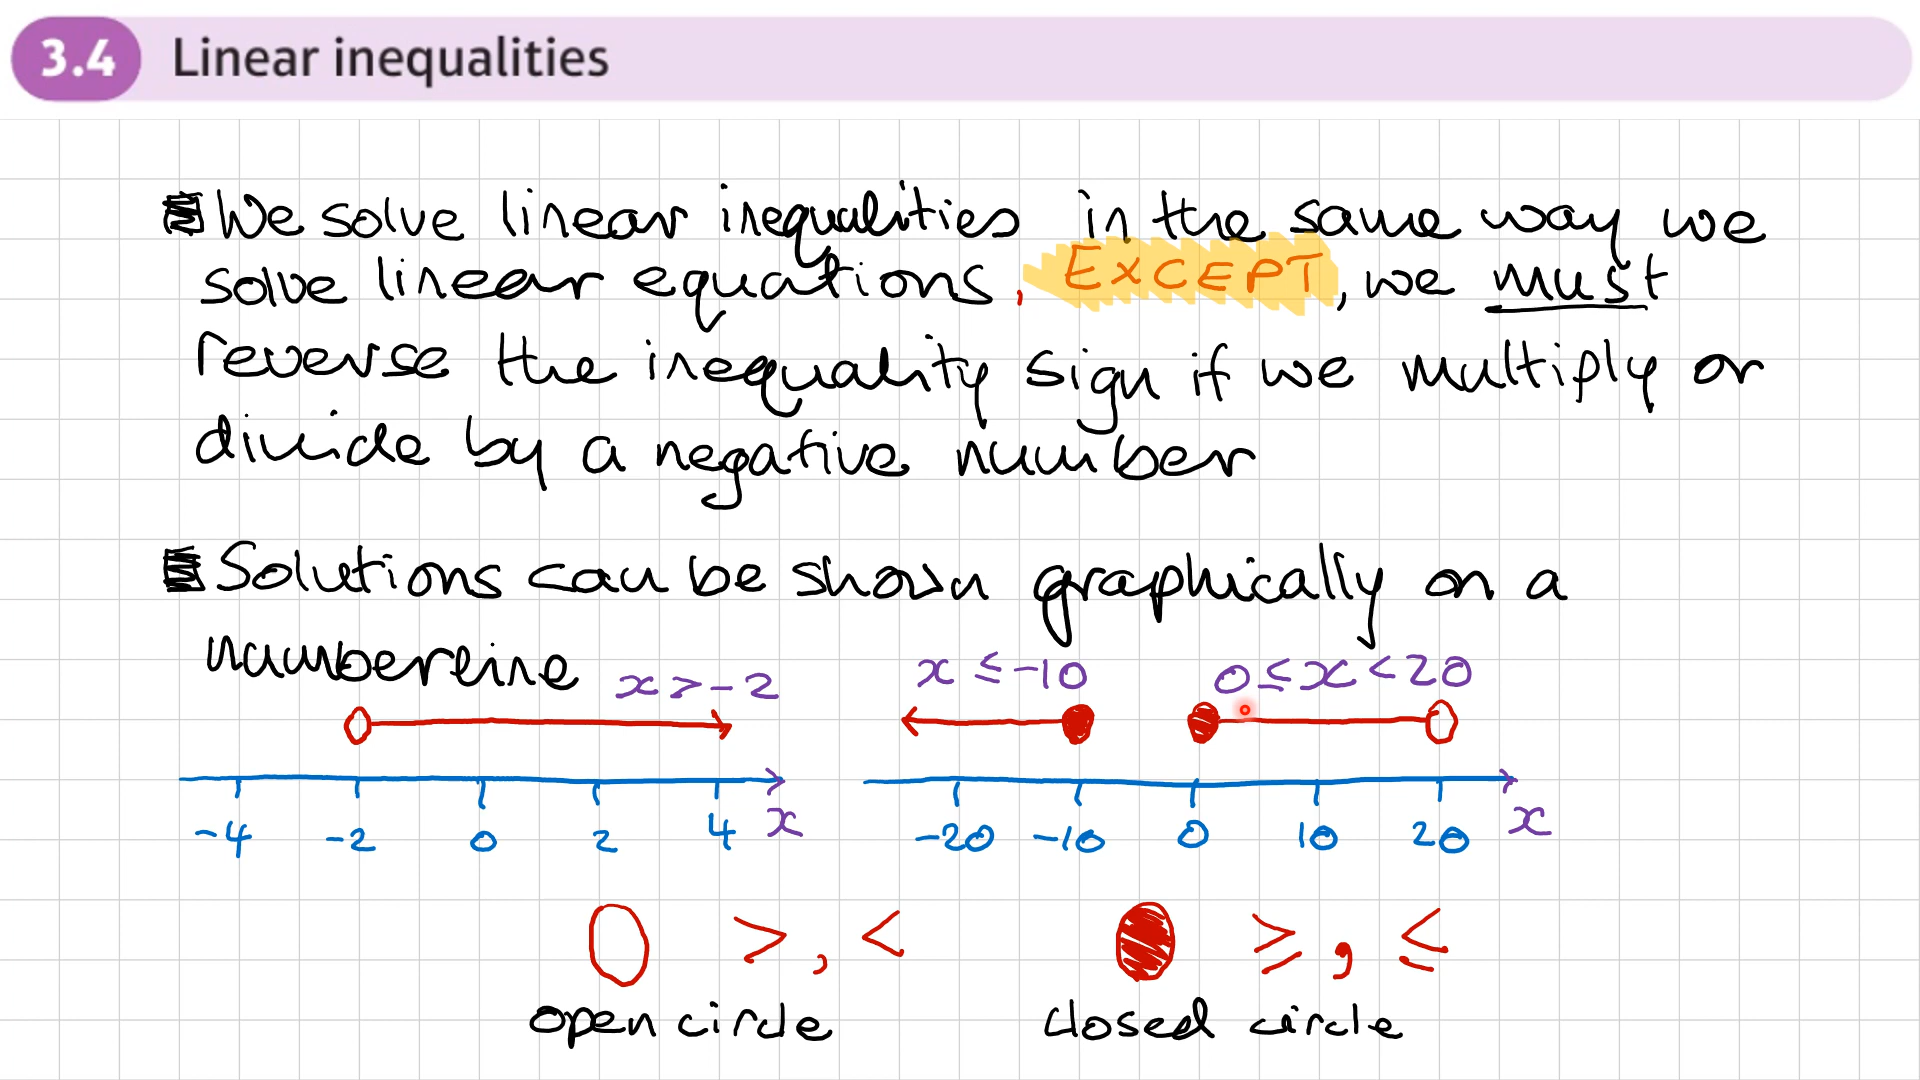 3.4 Linear inequalities
We solve linear inequalities in the same way we
solve linear equations, EXCEPT, we must
reverse the inequality sign if we multiply or
divide by a negative number
Solutions can be shown graphically on a
numberline
x > -2
x ≤ -10
0 ≤ x < 20
-4 -2 0 2 4 x
-20 -10 0 10 20 x
>, <
≥, ≤
open circle
closed circle